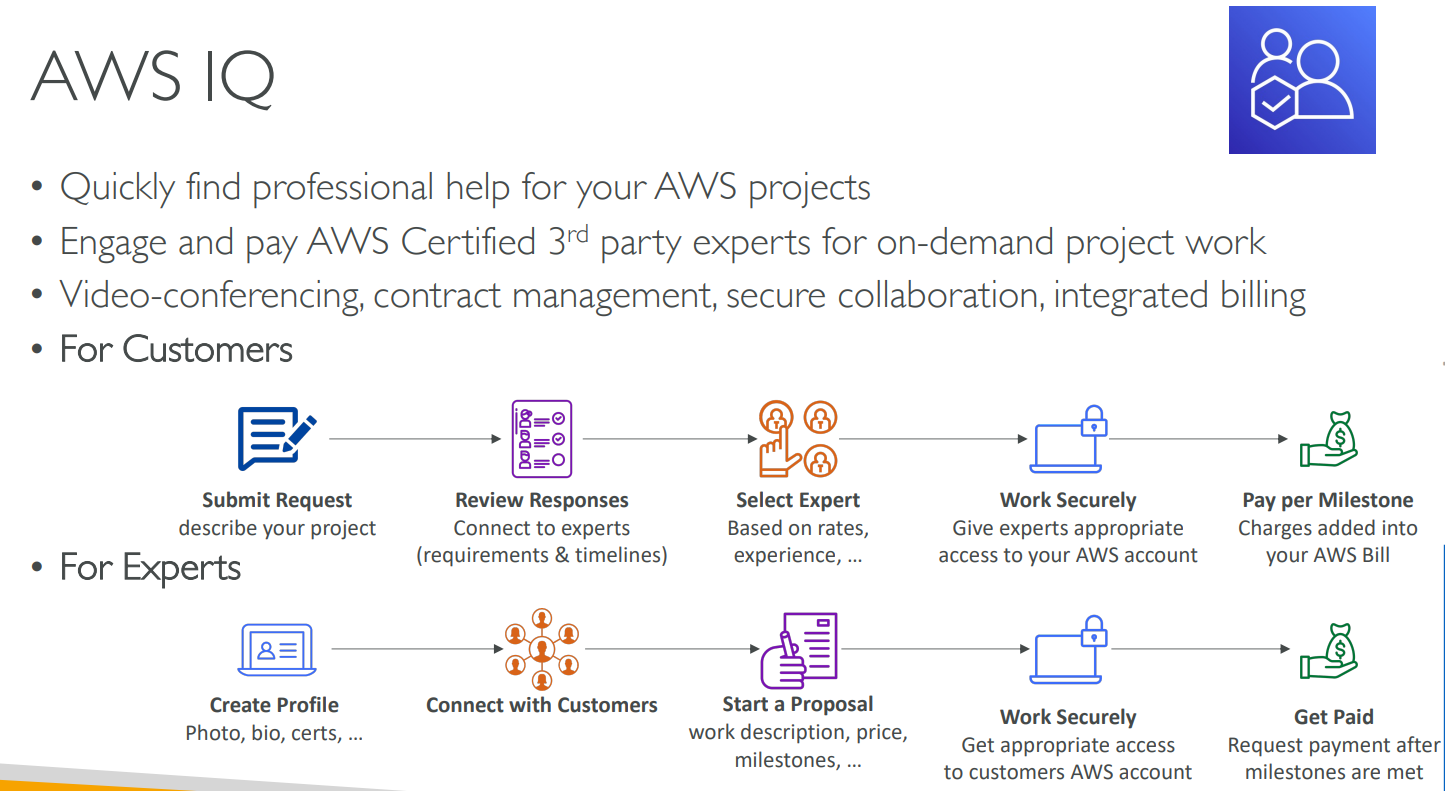 AWS IQ
• Quickly find professional help for your AWS projects
• Engage and pay AWS Certified 3rd party experts for on-demand project work
• Video-conferencing, contract management, secure collaboration, integrated billing
• For Customers
Submit Request
describe your project
Review Responses
Connect to experts
(requirements & timelines)
Select Expert
Based on rates,
experience, ...
Work Securely
Give experts appropriate
access to your AWS account
Pay per Milestone
Charges added into
your AWS Bill
• For Experts
Create Profile
Photo, bio, certs, ...
Connect with Customers
Start a Proposal
work description, price,
milestones, ...
Work Securely
Get appropriate access
to customers AWS account
Get Paid
Request payment after
milestones are met